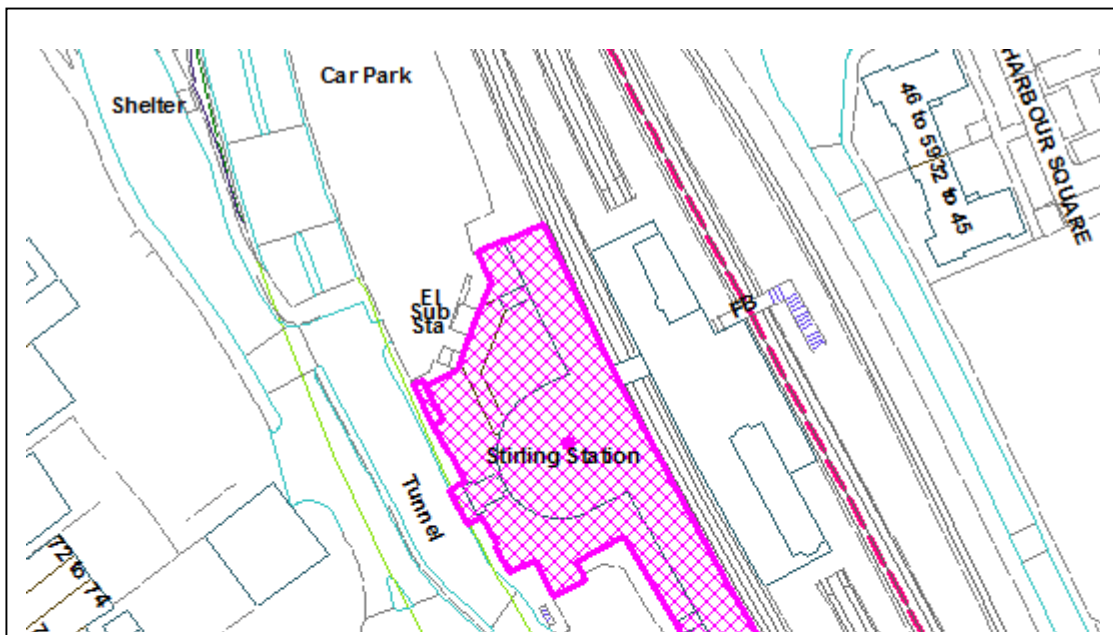 Car Park
Shelter
HARBOUR SQUARE
46 to 59
32 to 45
El
Sub
Sta
FB
Stirling Station
Tunnel
72 to 74